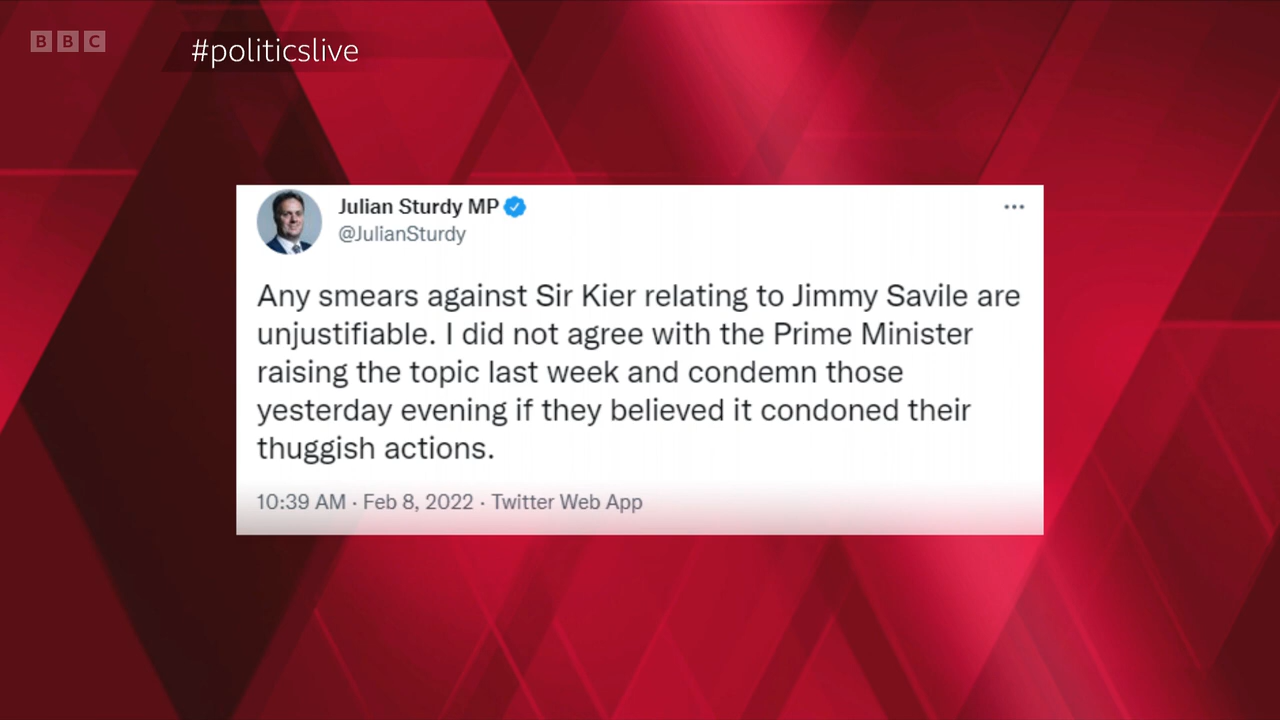 BBC
#politicslive
Julian Sturdy MP
@JulianSturdy
Any smears against Sir Kier relating to Jimmy Savile are
unjustifiable. I did not agree with the Prime Minister
raising the topic last week and condemn those
yesterday evening if they believed it condoned their
thuggish actions.
10:39 AM · Feb 8, 2022 · Twitter Web App